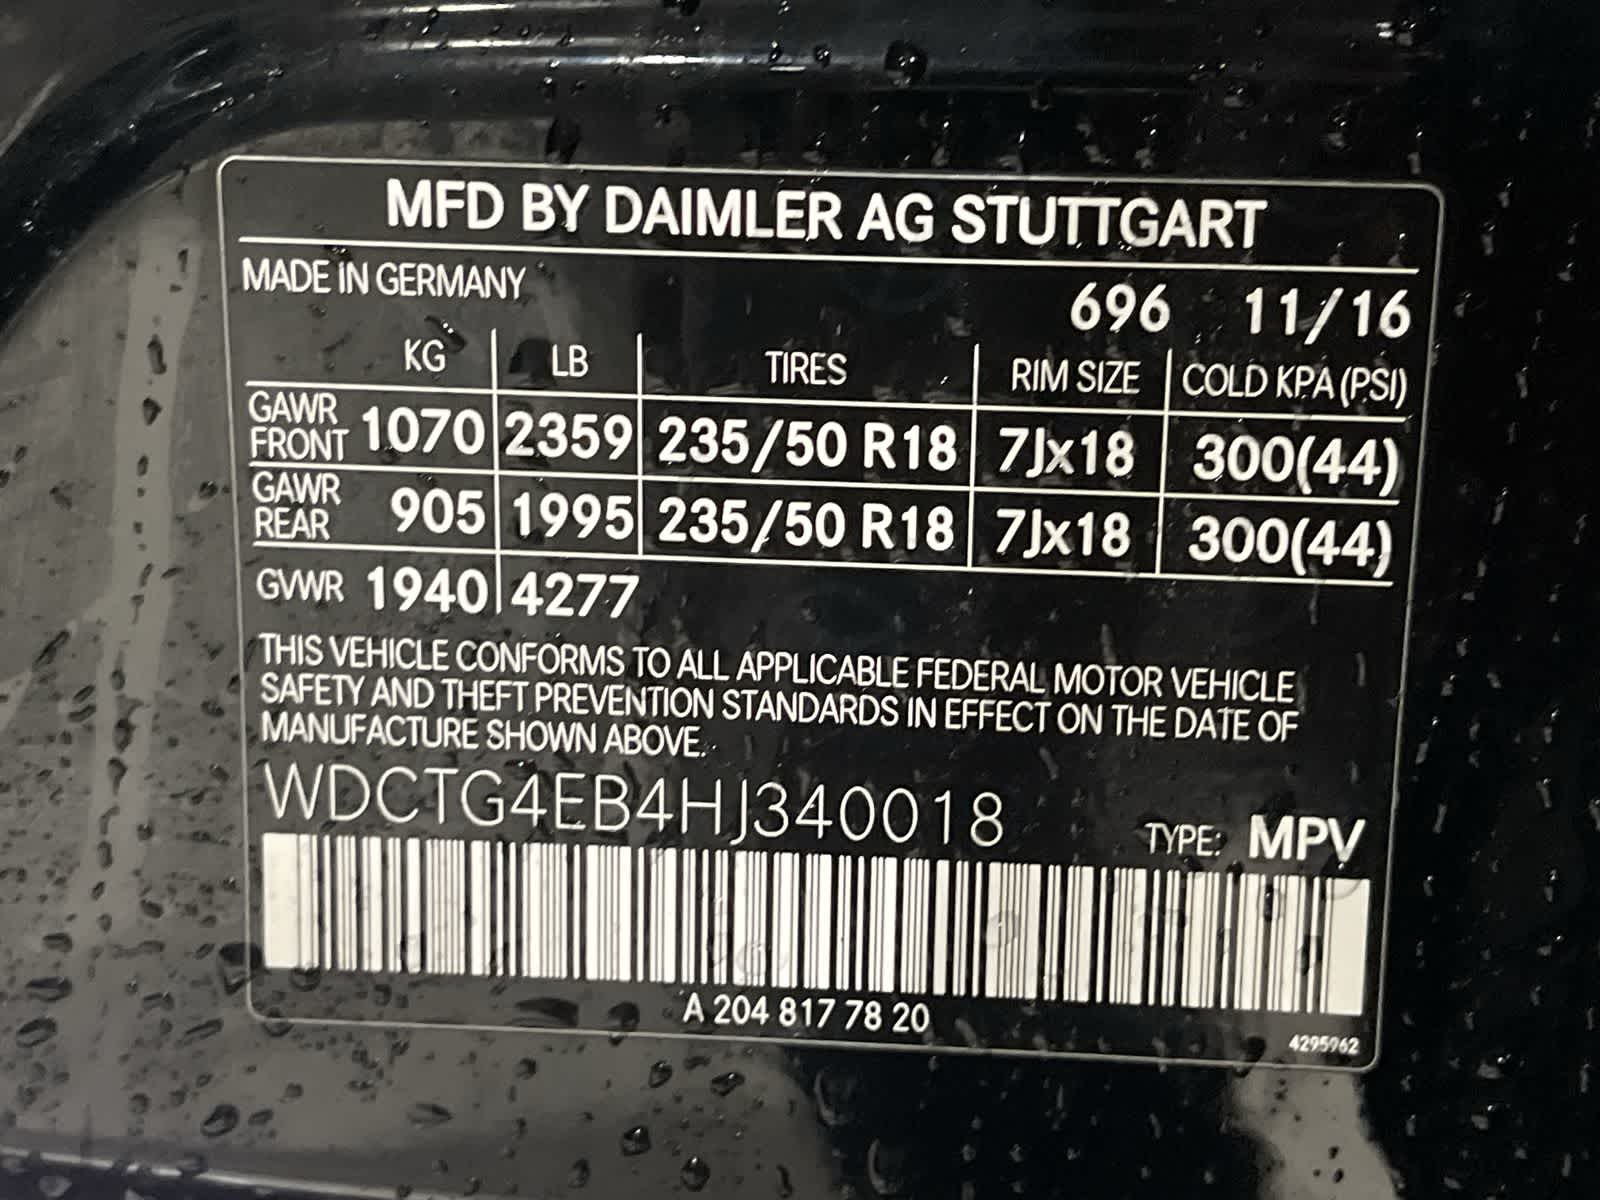 MFD BY DAIMLER AG STUTTGART
MADE IN GERMANY
696 11/16
KG LB TIRES RIM SIZE COLD KPA (PSI)
GAWR FRONT 1070 2359 235/50 R18 7Jx18 300(44)
GAWR REAR 905 1995 235/50 R18 7Jx18 300(44)
GVWR 1940 4277
THIS VEHICLE CONFORMS TO ALL APPLICABLE FEDERAL MOTOR VEHICLE
SAFETY AND THEFT PREVENTION STANDARDS IN EFFECT ON THE DATE OF
MANUFACTURE SHOWN ABOVE.
WDCTG4EB4HJ340018
TYPE: MPV
A 204 817 78 20
4295962